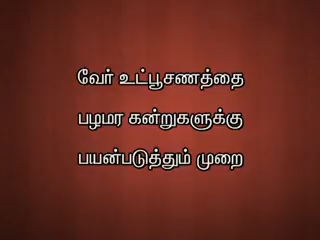 வேர் உட்பூசணத்தை
பழமர கன்றுகளுக்கு
பயன்படுத்தும் முறை